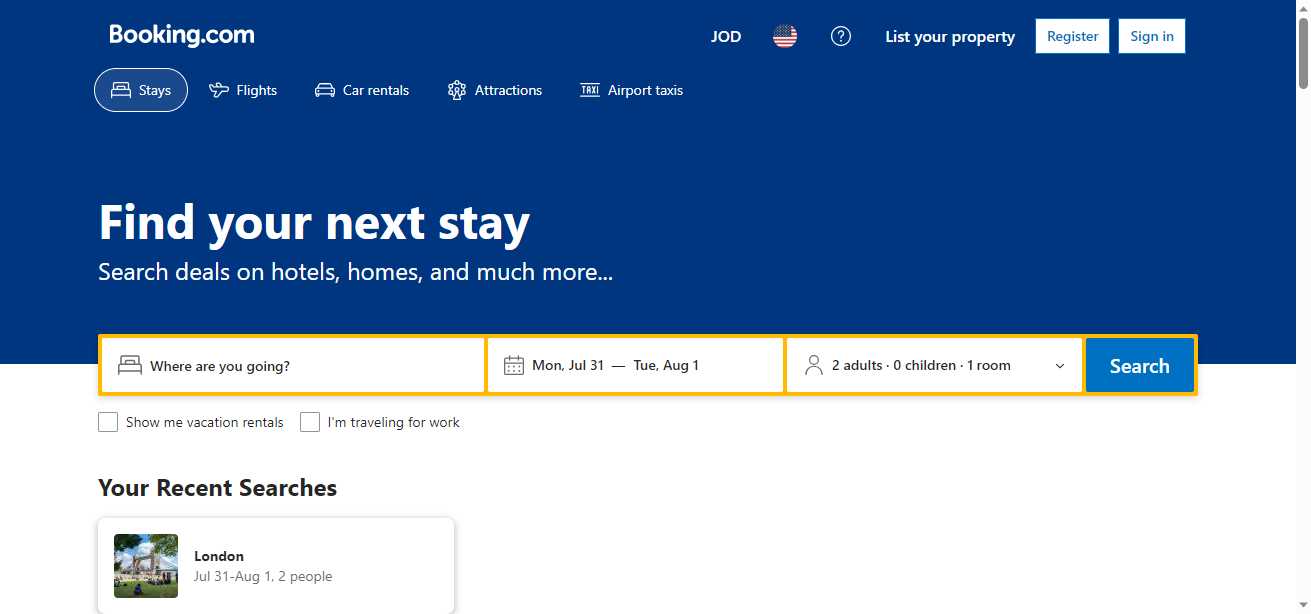 Booking.com
JOD
List your property
Register
Sign in
Stays
Flights
Car rentals
Attractions
TAXI
Airport taxis
Find your next stay
Search deals on hotels, homes, and much more...
Where are you going?
Mon, Jul 31 — Tue, Aug 1
2 adults · 0 children · 1 room
Search
Show me vacation rentals
I'm traveling for work
Your Recent Searches
London
Jul 31-Aug 1, 2 people